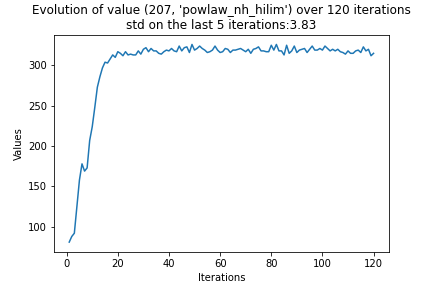 Evolution of value (207, 'powlaw_nh_hilim') over 120 iterations
std on the last 5 iterations:3.83
300
250
200
150
100
Values
0 20 40 60 80 100 120
Iterations